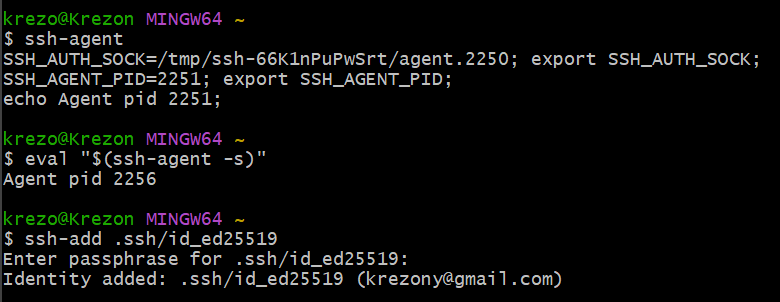 krezo@Krezon MINGW64 ~
$ ssh-agent
SSH_AUTH_SOCK=/tmp/ssh-66K1nPuPwSrt/agent.2250; export SSH_AUTH_SOCK;
SSH_AGENT_PID=2251; export SSH_AGENT_PID;
echo Agent pid 2251;
krezo@Krezon MINGW64 ~
$ eval "$(ssh-agent -s)"
Agent pid 2256
krezo@Krezon MINGW64 ~
$ ssh-add .ssh/id_ed25519
Enter passphrase for .ssh/id_ed25519:
Identity added: .ssh/id_ed25519 (krezony@gmail.com)